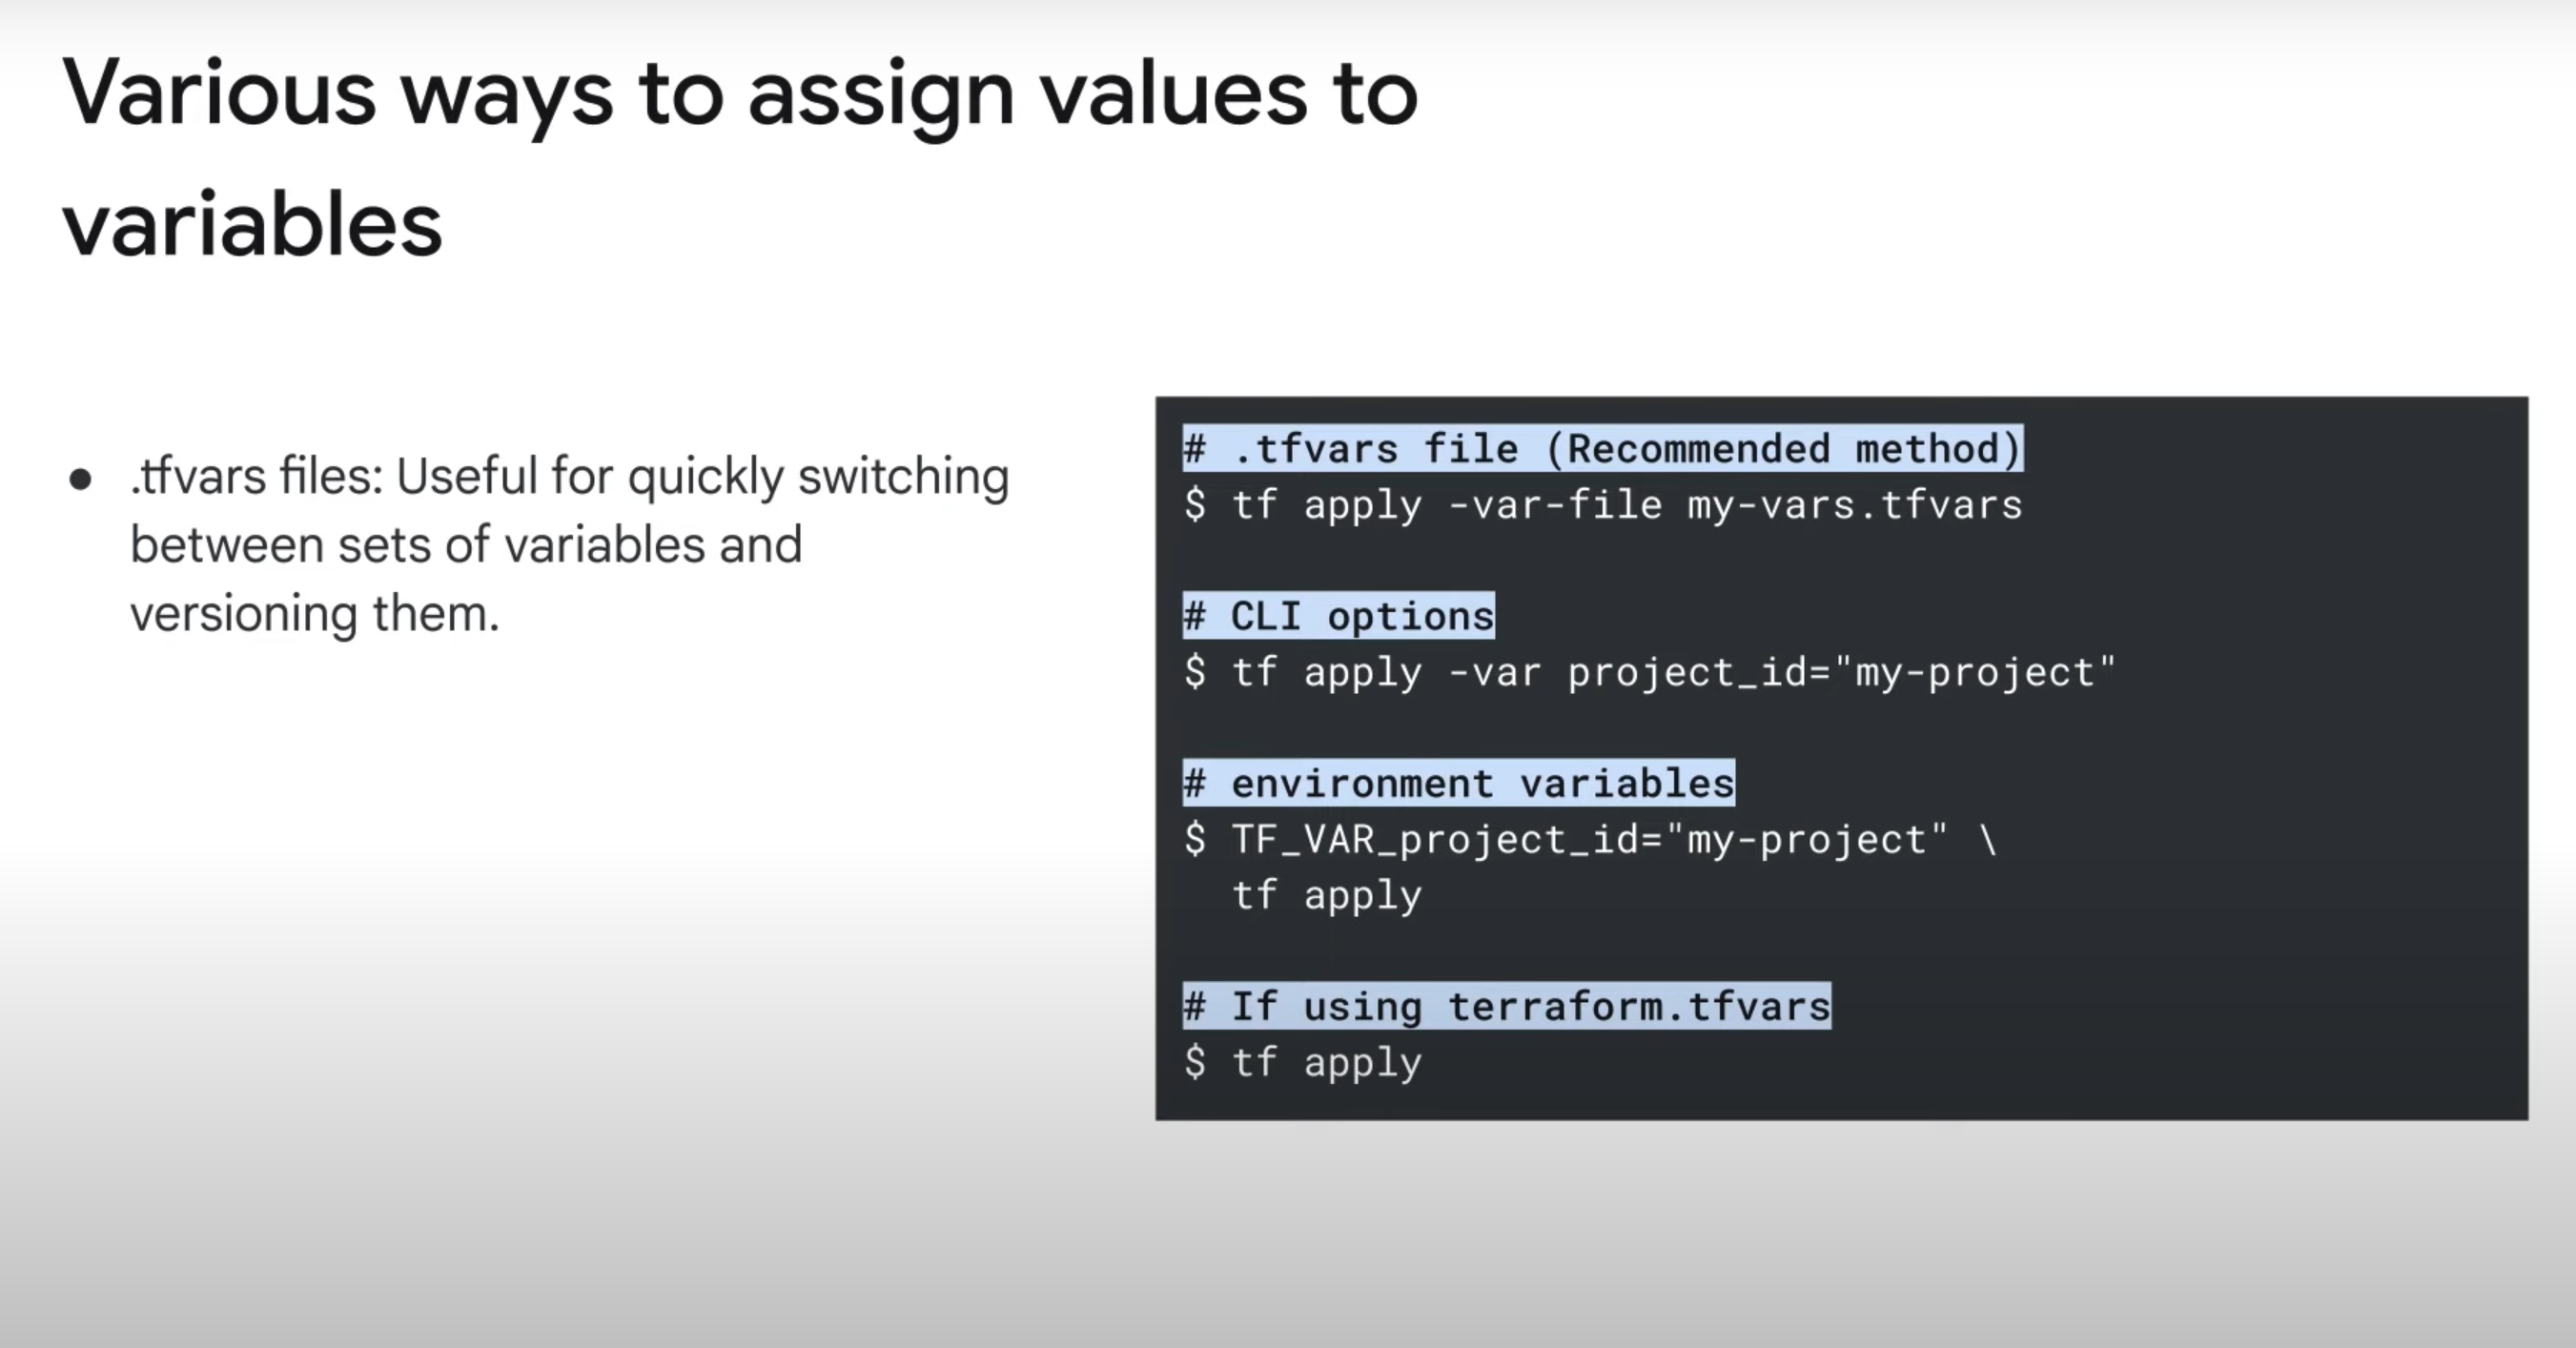 Various ways to assign values to
variables
● .tfvars files: Useful for quickly switching
between sets of variables and
versioning them.
# .tfvars file (Recommended method)
$ tf apply -var-file my-vars.tfvars
# CLI options
$ tf apply -var project_id="my-project"
# environment variables
$ TF_VAR_project_id="my-project" \
tf apply
# If using terraform.tfvars
$ tf apply